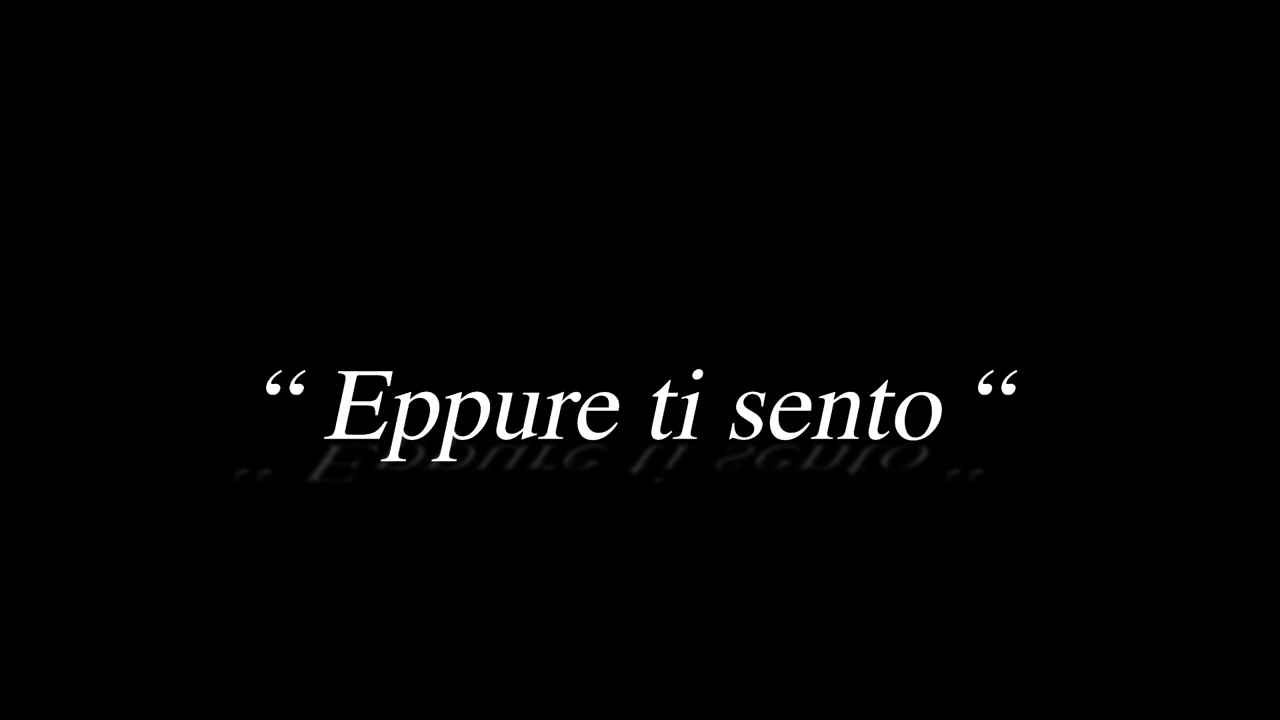 “ Eppure ti sento “